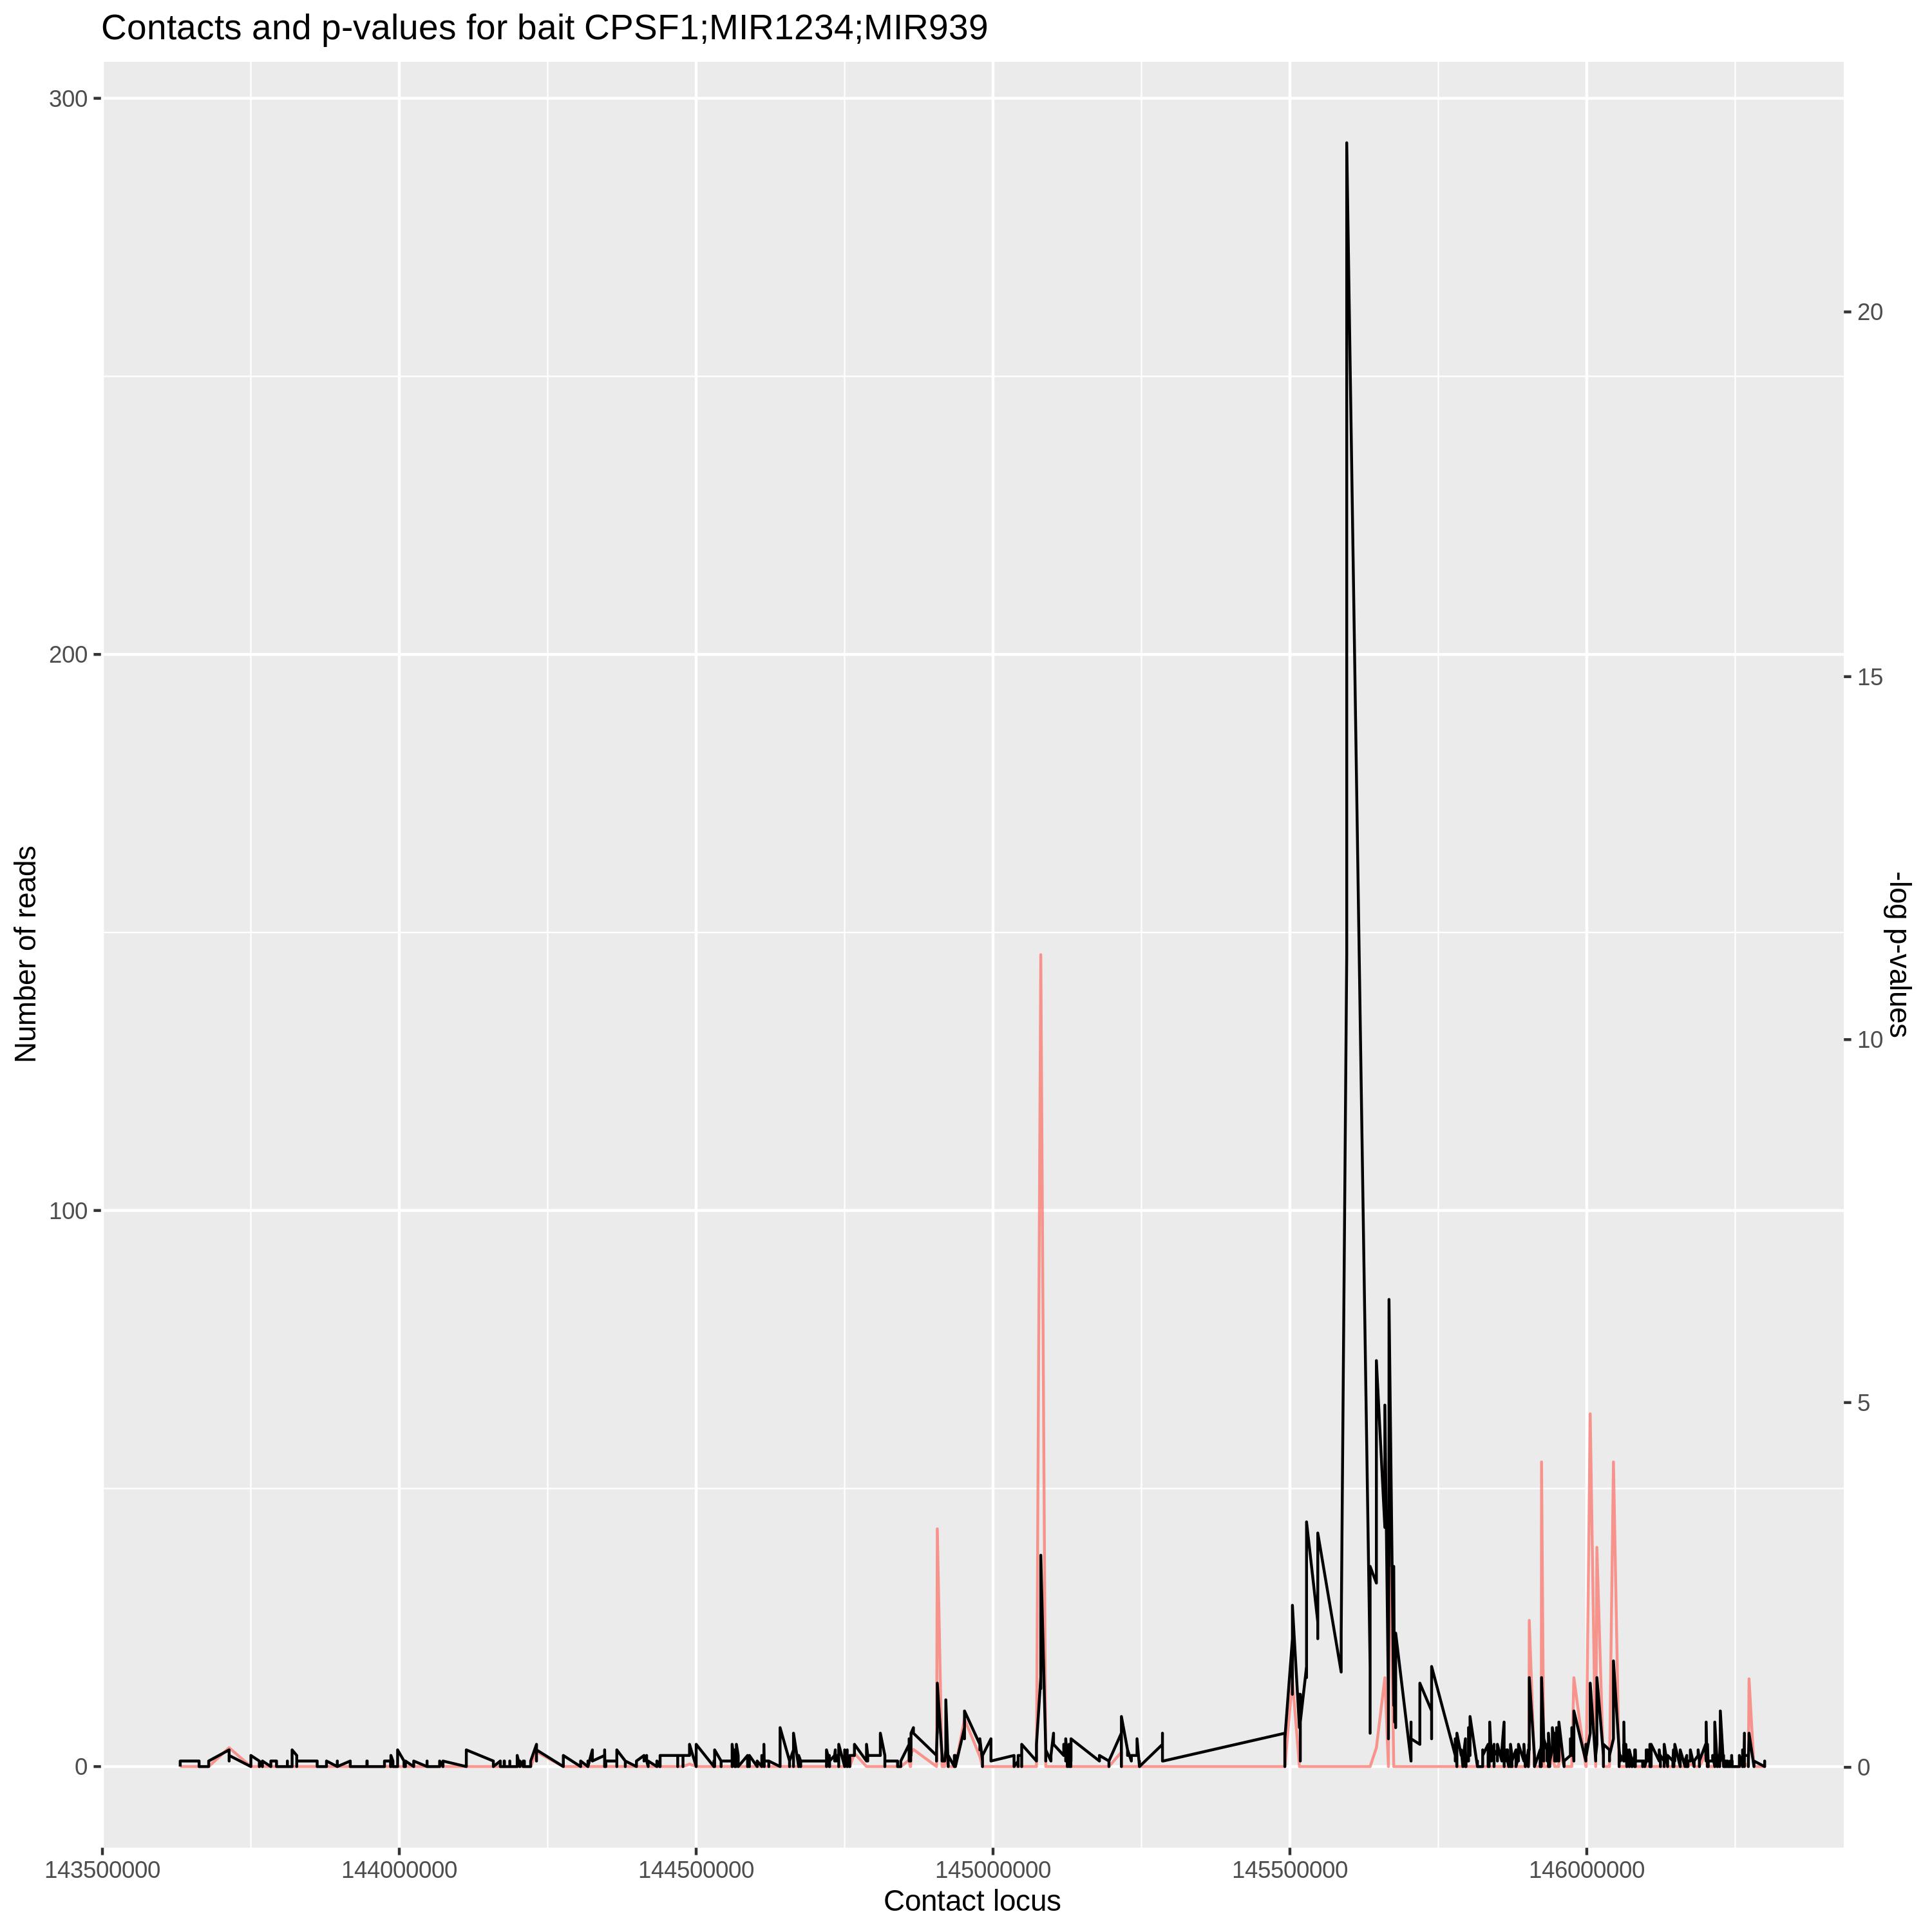 Contacts and p-values for bait CPSF1;MIR1234;MIR939
300
200
100
0
Number of reads
20
15
10
5
0
-log p-values
143500000 144000000 144500000 145000000 145500000 146000000
Contact locus